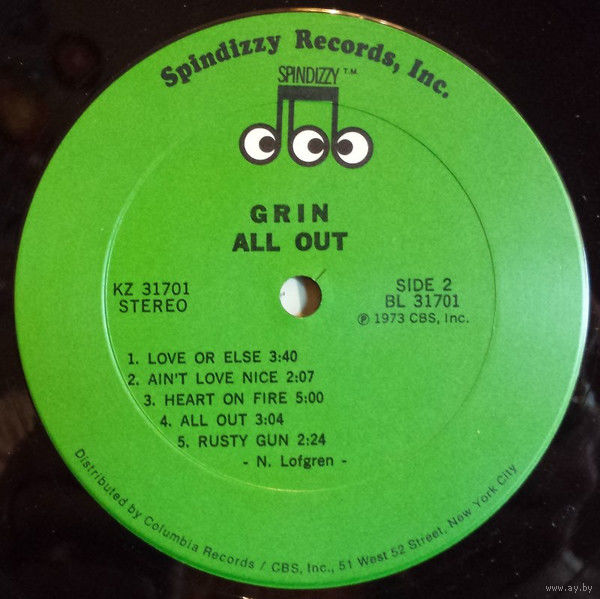 Spindizzy Records, Inc.
SPINDIZZY T.M.
GRIN
ALL OUT
KZ 31701
STEREO
SIDE 2
BL 31701
℗ 1973 CBS, Inc.
1. LOVE OR ELSE 3:40
2. AIN'T LOVE NICE 2:07
3. HEART ON FIRE 5:00
4. ALL OUT 3:04
5. RUSTY GUN 2:24
- N. Lofgren -
Distributed by Columbia Records / CBS, Inc., 51 West 52 Street, New York City
www.ay.by